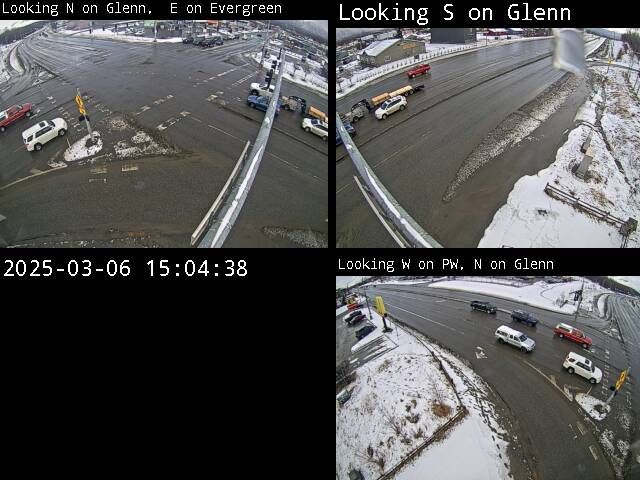 Looking N on Glenn,  E on Evergreen
Looking S on Glenn
2025-03-06 15:04:38
Looking W on PW, N on Glenn